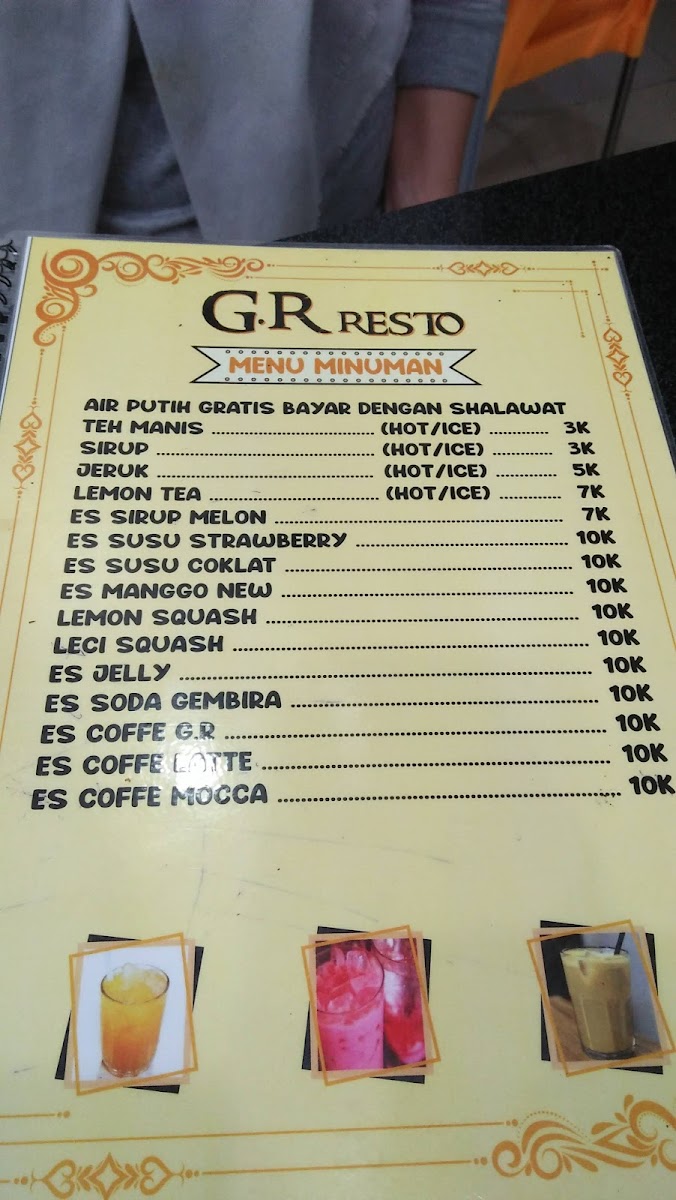 G.R RESTO
MENU MINUMAN
AIR PUTIH GRATIS BAYAR DENGAN SHALAWAT
TEH MANIS ........................... (HOT/ICE) .......... 3K
SIRUP ........................... (HOT/ICE) .......... 3K
JERUK ........................... (HOT/ICE) .......... 5K
LEMON TEA ........................... (HOT/ICE) .......... 7K
ES SIRUP MELON ........................... 7K
ES SUSU STRAWBERRY ........................... 10K
ES SUSU COKLAT ........................... 10K
ES MANGGO NEW ........................... 10K
LEMON SQUASH ........................... 10K
LECI SQUASH ........................... 10K
ES JELLY ........................... 10K
ES SODA GEMBIRA ........................... 10K
ES COFFE G.R ........................... 10K
ES COFFE LATTE ........................... 10K
ES COFFE MOCCA ........................... 10K